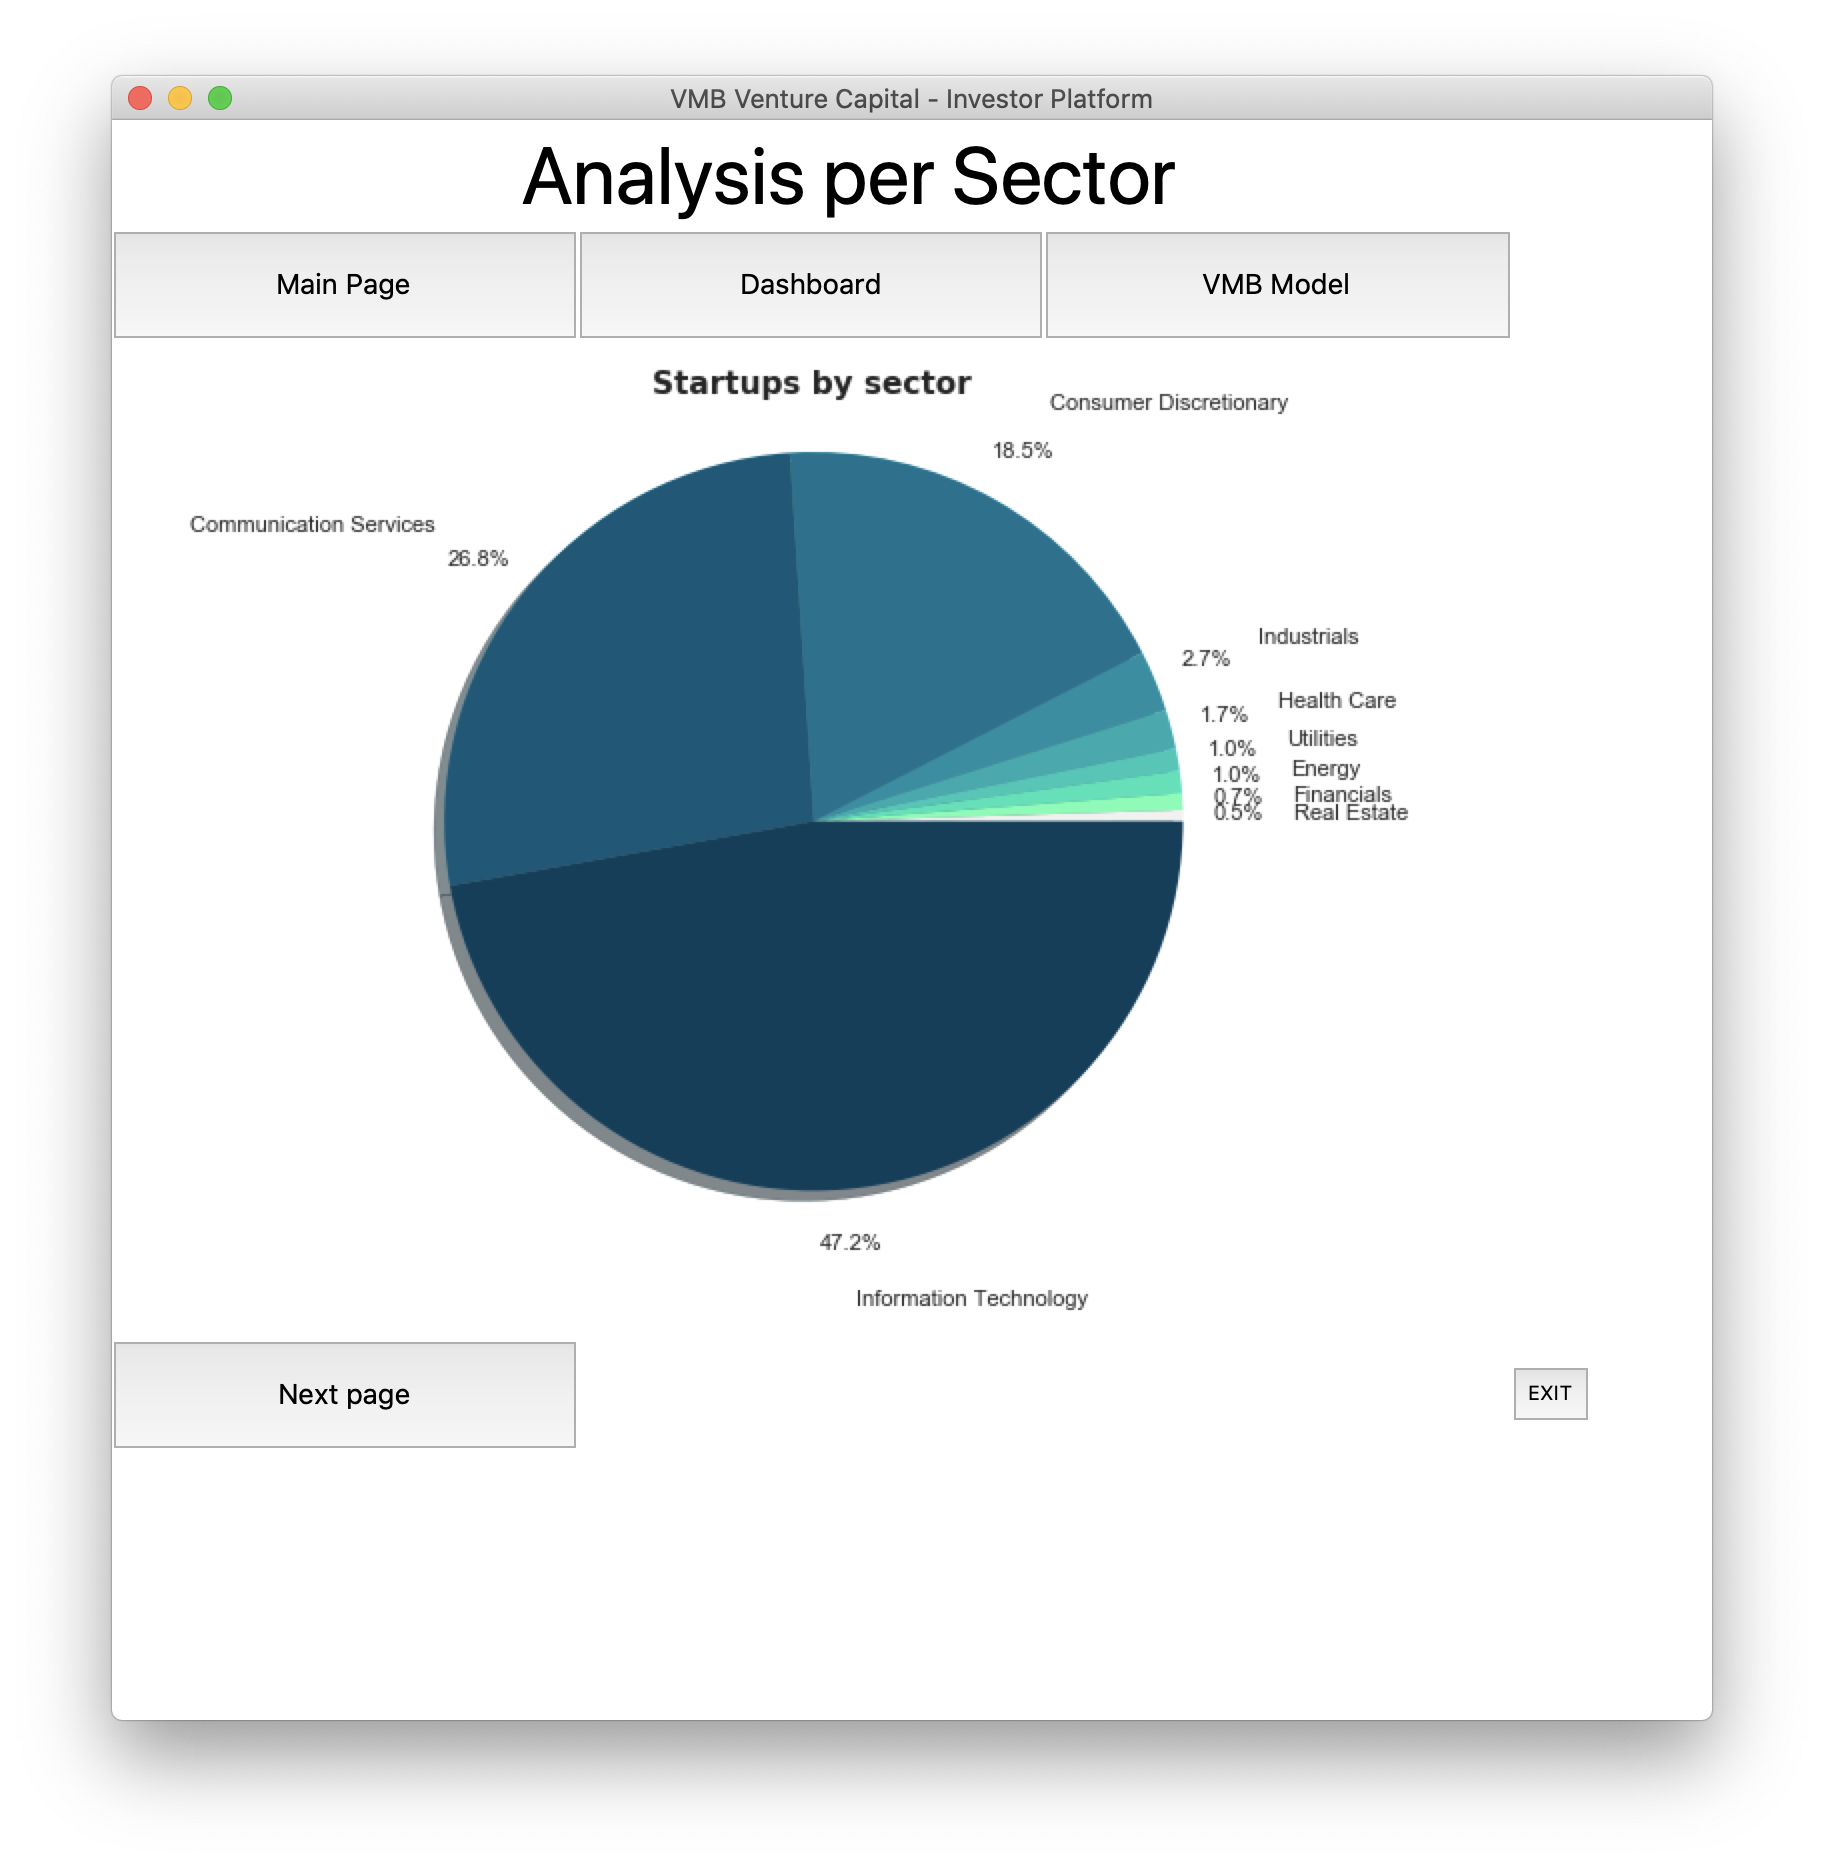 VMB Venture Capital - Investor Platform
Analysis per Sector
Main Page
Dashboard
VMB Model
Startups by sector
Consumer Discretionary
18.5%
Communication Services
26.8%
Industrials
2.7%
Health Care
1.7%
Utilities
1.0%
Energy
1.0%
Financials
0.7%
Real Estate
0.5%
47.2%
Information Technology
Next page
EXIT